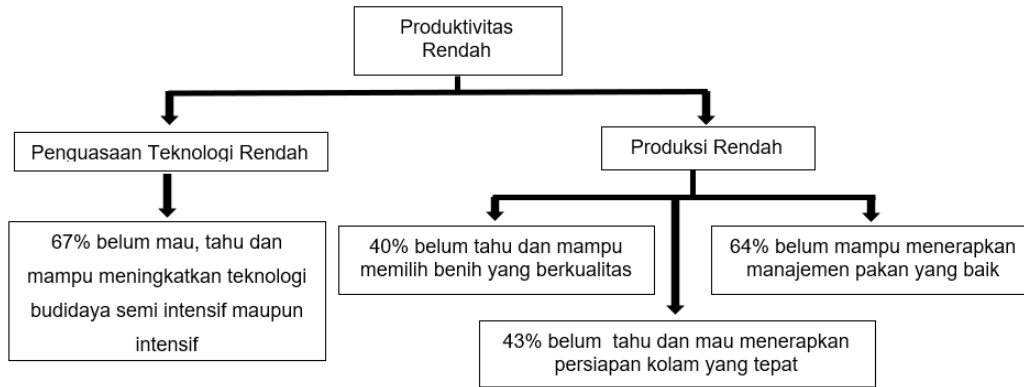 Produktivitas
Rendah
Penguasaan Teknologi Rendah
Produksi Rendah
67% belum mau, tahu dan
mampu meningkatkan teknologi
budidaya semi intensif maupun
intensif
40% belum tahu dan mampu
memilih benih yang berkualitas
64% belum mampu menerapkan
manajemen pakan yang baik
43% belum tahu dan mau menerapkan
persiapan kolam yang tepat